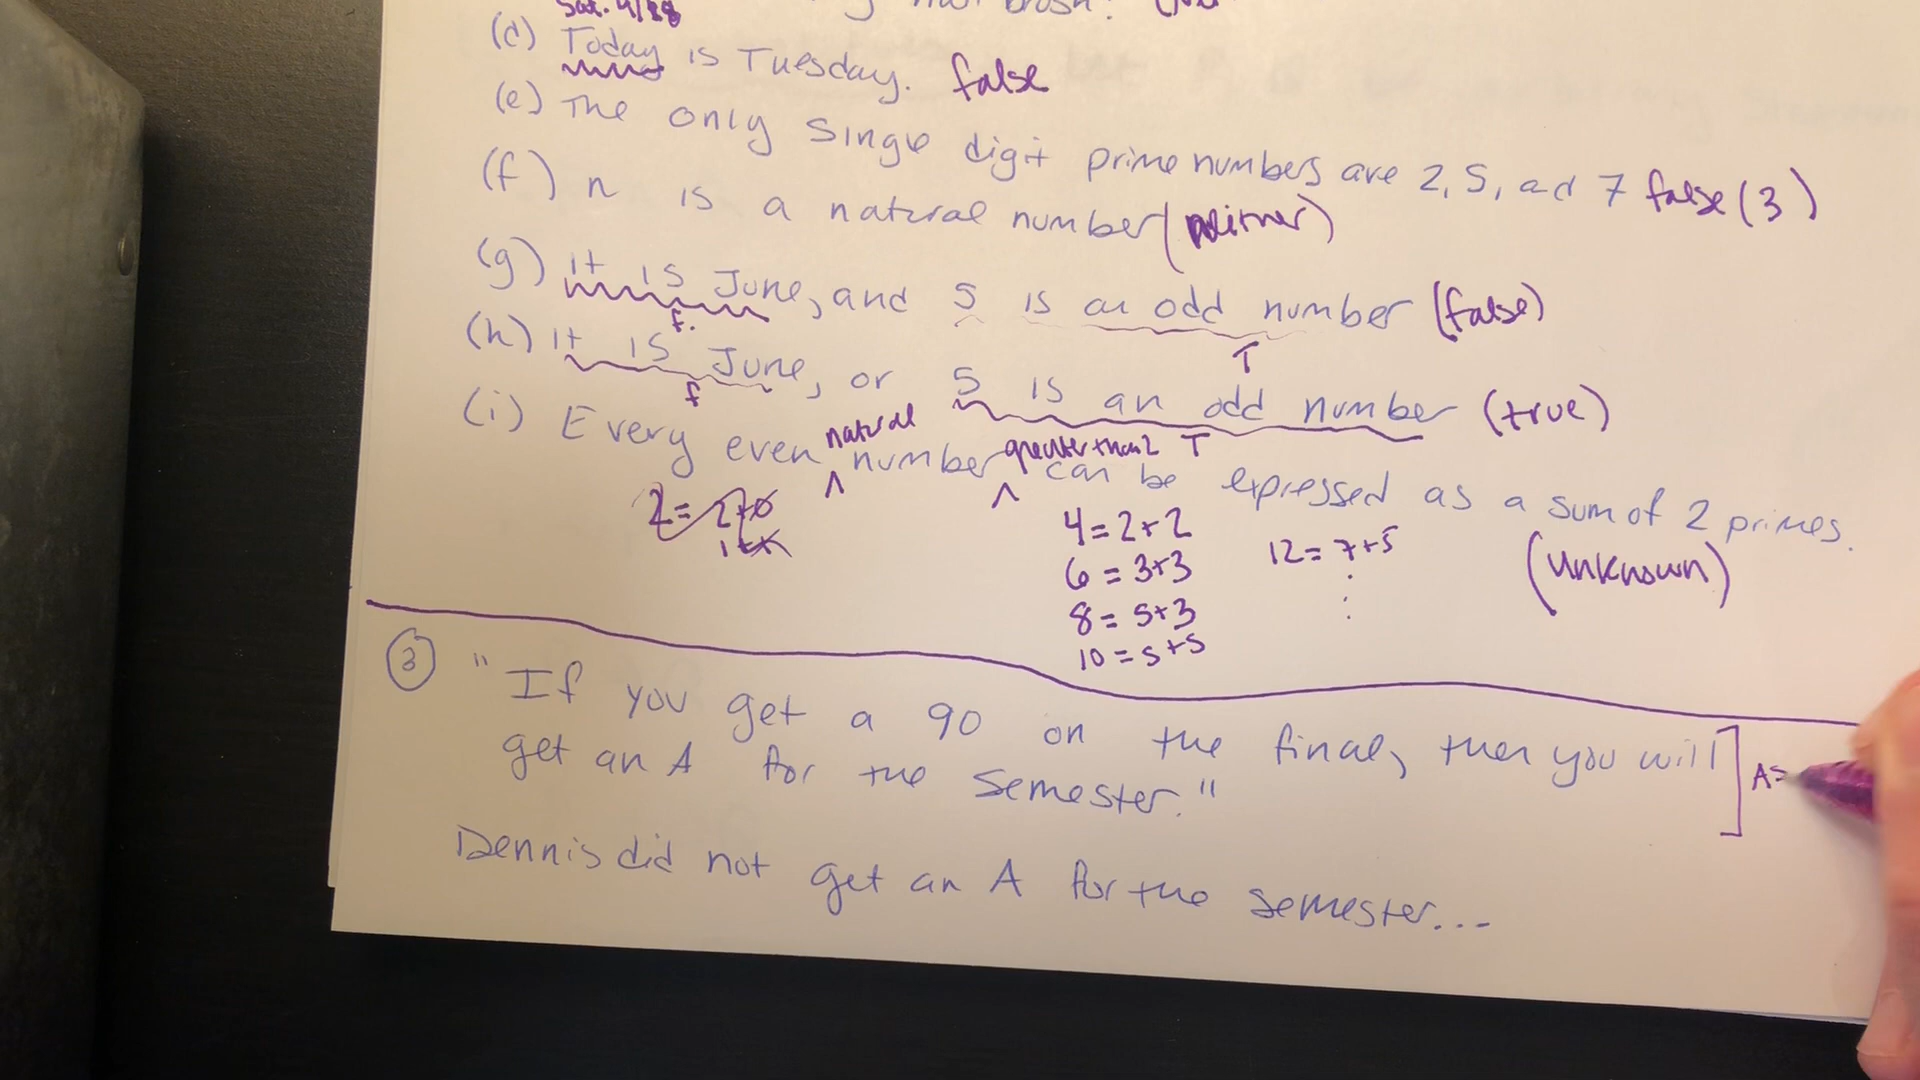 Sat. 4/18
brush.
(d) Today is Tuesday. false
(e) The only single digit prime numbers are 2, 5, ad 7 false (3)
(f) n is a natural number (neither)
(g) it is June, and 5 is an odd number (false)
f. T
(h) it is June, or 5 is an odd number (true)
f T
(i) Every even natural number greater than 2 can be expressed as a sum of 2 primes.
(unknown)
2 = 2+0
1+1
4 = 2+2
6 = 3+3
8 = 5+3
10 = 5+5
12 = 7+5
③ "If you get a 90 on the final, then you will
get an A for the semester."
A=
Dennis did not get an A for the semester...